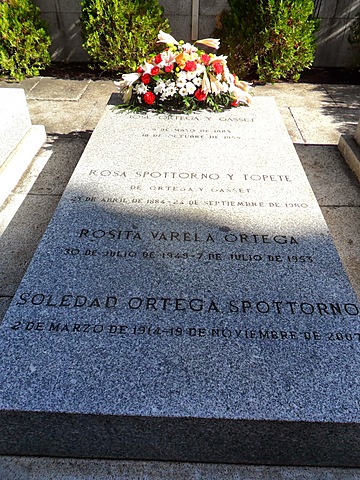 JOSE ORTEGA Y GASSET
9 DE MAYO DE 1883
18 DE OCTUBRE DE 1955
ROSA SPOTTORNO Y TOPETE
DE ORTEGA Y GASSET
23 DE ABRIL DE 1884-24 DE SEPTIEMBRE DE 1980
ROSITA VARELA ORTEGA
30 DE JULIO DE 1949-7 DE JULIO DE 1953
SOLEDAD ORTEGA SPOTTORNO
2 DE MARZO DE 1914-19 DE NOVIEMBRE DE 2007